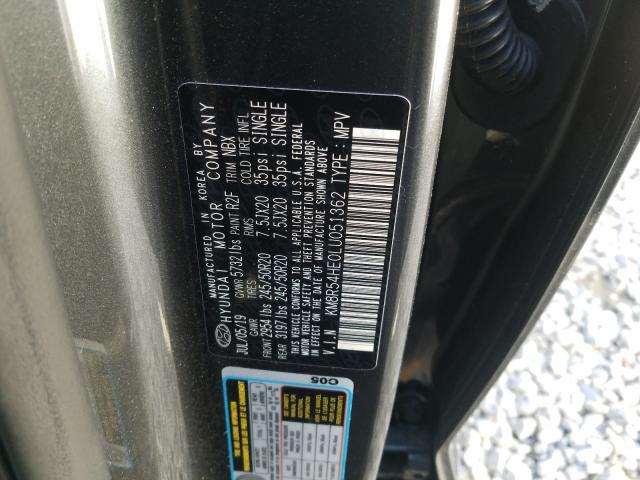 MANUFACTURED IN KOREA BY
HYUNDAI MOTOR COMPANY
JUL/05/19 GVWR 5732 lbs PAINT R2F TRIM NBX
GAWR TIRES RIMS COLD TIRE INFL
FRONT 2954 lbs 245/50R20 7.5JX20 35psi SINGLE
REAR 3197 lbs 245/50R20 7.5JX20 35psi SINGLE
THIS VEHICLE CONFORMS TO ALL APPLICABLE U.S.A. FEDERAL
MOTOR VEHICLE SAFETY AND THEFT PREVENTION STANDARDS
IN EFFECT ON THE DATE OF MANUFACTURE SHOWN ABOVE
V.I.N KM8R54HE0LU051362 TYPE : MPV
C05